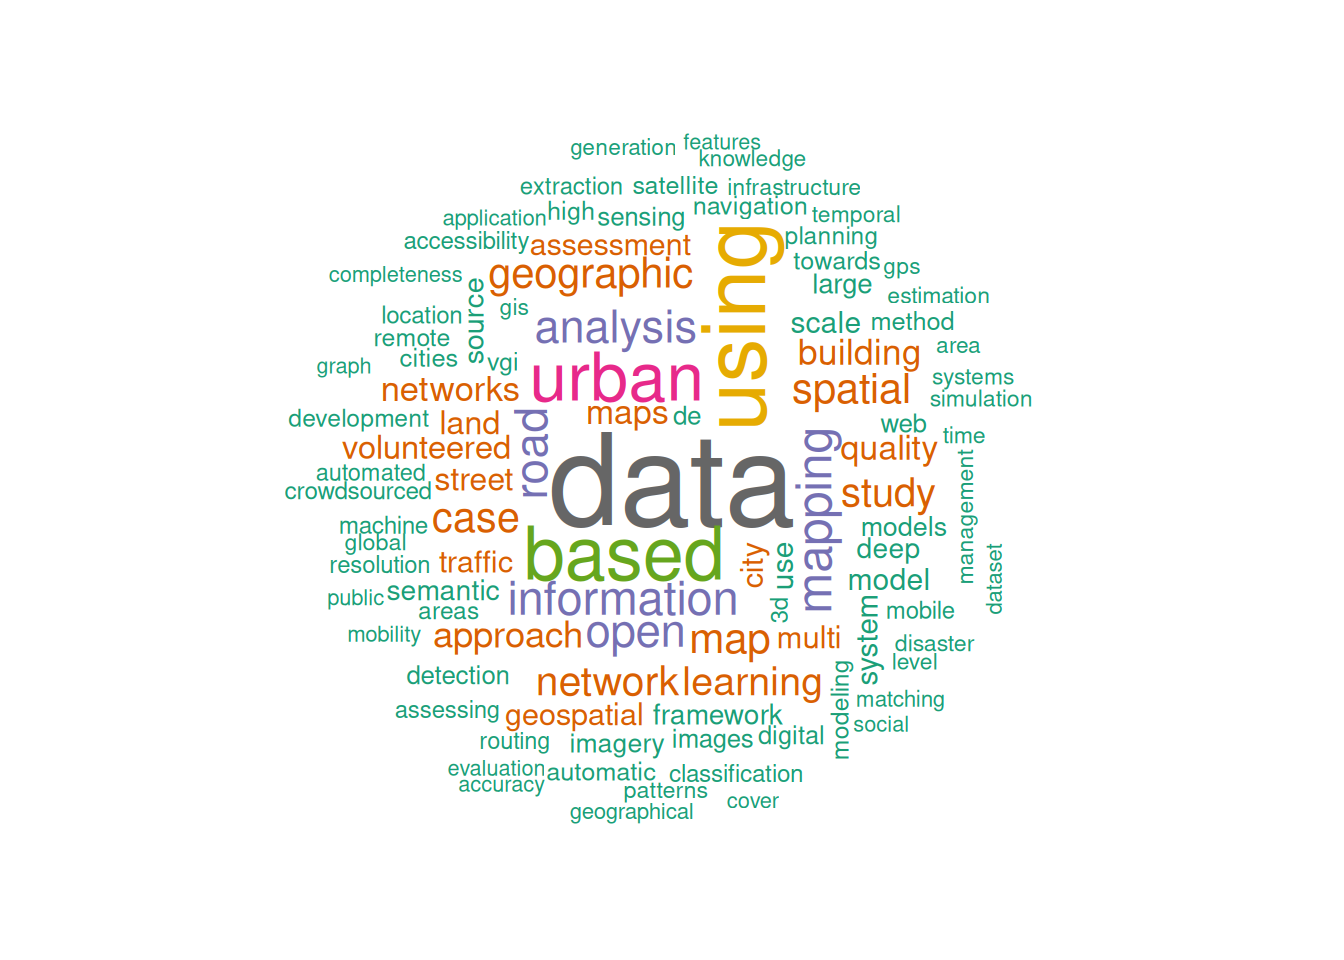 generation
features
knowledge
extraction
satellite
infrastructure
application
high
sensing
navigation
temporal
accessibility
assessment
planning
completeness
geographic
using
towards
gps
large
estimation
location
source
gis
analysis
scale
method
remote
cities
vgi
building
area
graph
networks
urban
spatial
systems
simulation
development
land
road
maps
de
web
time
volunteered
data
mapping
quality
automated
crowdsourced
street
study
management
machine
case
models
global
resolution
traffic
based
city
use
deep
dataset
public
semantic
areas
information
3d
model
mobile
mobility
approach
open
map
multi
system
disaster
level
detection
network
learning
modeling
matching
assessing
geospatial
framework
social
routing
imagery
images
digital
evaluation
accuracy
automatic
classification
patterns
cover
geographical